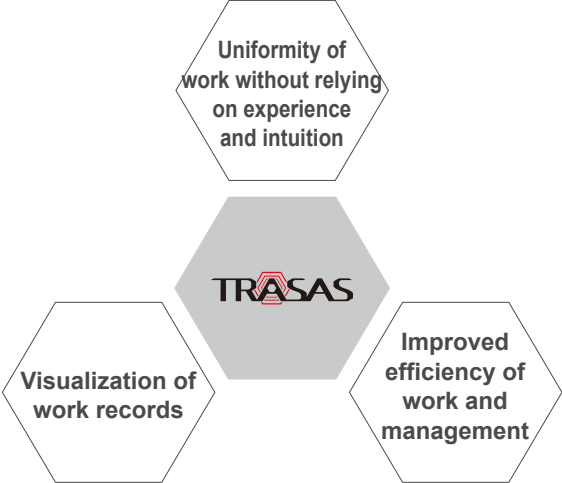 Uniformity of
work without relying
on experience
and intuition
TRASAS
Visualization of
work records
Improved
efficiency of
work and
management